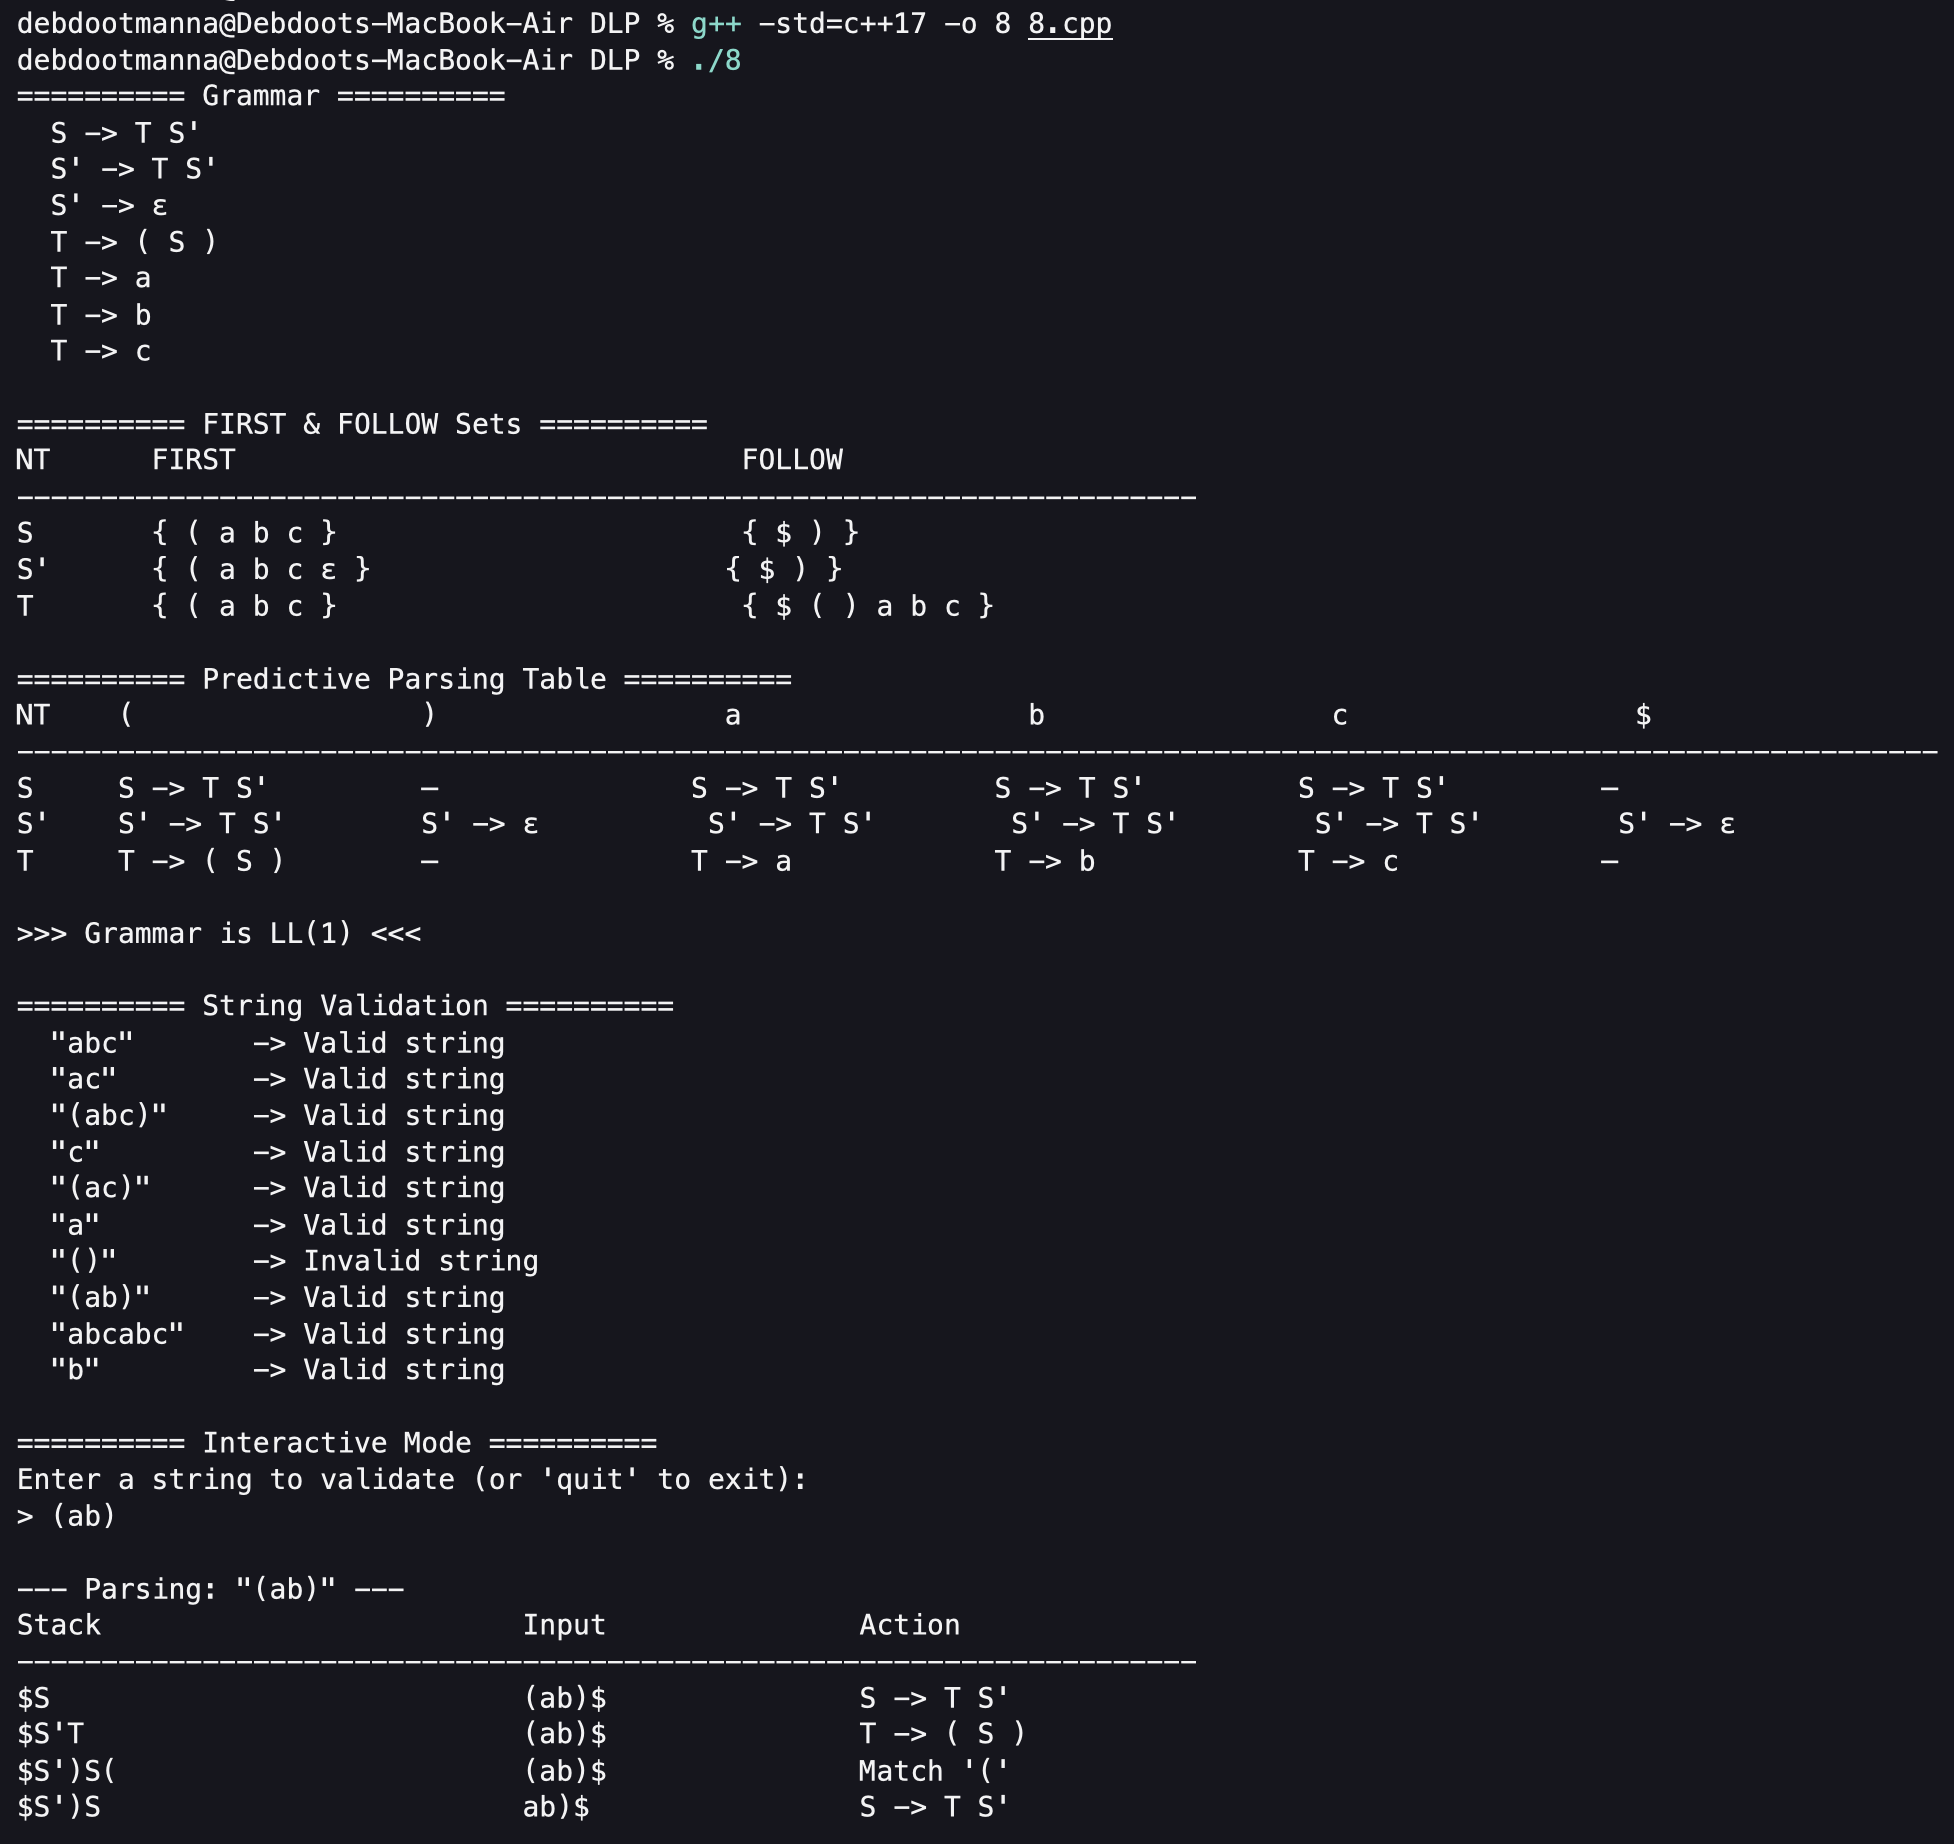 debdootmanna@Debdoots-MacBook-Air DLP % g++ -std=c++17 -o 8 8.cpp
debdootmanna@Debdoots-MacBook-Air DLP % ./8
========== Grammar ==========
  S -> T S'
  S' -> T S'
  S' -> ε
  T -> ( S )
  T -> a
  T -> b
  T -> c

========== FIRST & FOLLOW Sets ==========
NT      FIRST                              FOLLOW
----------------------------------------------------------------------
S       { ( a b c }                        { $ ) }
S'      { ( a b c ε }                     { $ ) }
T       { ( a b c }                        { $ ( ) a b c }

========== Predictive Parsing Table ==========
NT    (                 )                 a                 b                 c                 $
------------------------------------------------------------------------------------------------------------------
S     S -> T S'         -               S -> T S'         S -> T S'         S -> T S'         -
S'    S' -> T S'        S' -> ε          S' -> T S'        S' -> T S'        S' -> T S'        S' -> ε
T     T -> ( S )        -               T -> a            T -> b            T -> c            -

>>> Grammar is LL(1) <<<

========== String Validation ==========
  "abc"       -> Valid string
  "ac"        -> Valid string
  "(abc)"     -> Valid string
  "c"         -> Valid string
  "(ac)"      -> Valid string
  "a"         -> Valid string
  "()"        -> Invalid string
  "(ab)"      -> Valid string
  "abcabc"    -> Valid string
  "b"         -> Valid string

========== Interactive Mode ==========
Enter a string to validate (or 'quit' to exit):
> (ab)

--- Parsing: "(ab)" ---
Stack                         Input               Action
----------------------------------------------------------------------
$S                            (ab)$               S -> T S'
$S'T                          (ab)$               T -> ( S )
$S')S(                        (ab)$               Match '('
$S')S                         ab)$                S -> T S'